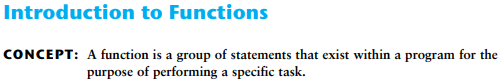 Introduction to Functions
CONCEPT: A function is a group of statements that exist within a program for the
purpose of performing a specific task.